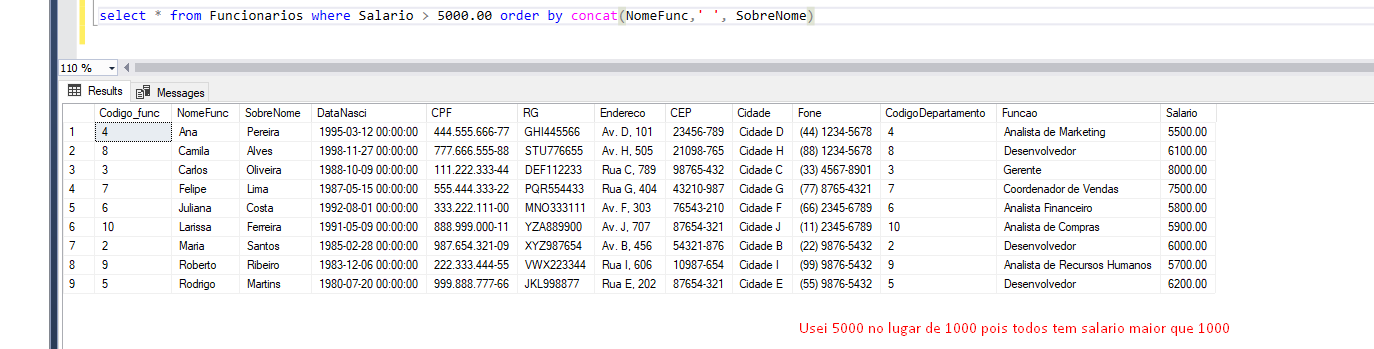 select * from Funcionarios where Salario > 5000.00 order by concat(NomeFunc,' ', SobreNome)
110 %
Results Messages
Codigo_func NomeFunc SobreNome DataNasci CPF RG Endereco CEP Cidade Fone CodigoDepartamento Funcao Salario
1 4 Ana Pereira 1995-03-12 00:00:00 444.555.666-77 GHI445566 Av. D, 101 23456-789 Cidade D (44) 1234-5678 4 Analista de Marketing 5500.00
2 8 Camila Alves 1998-11-27 00:00:00 777.666.555-88 STU776655 Av. H, 505 21098-765 Cidade H (88) 1234-5678 8 Desenvolvedor 6100.00
3 3 Carlos Oliveira 1988-10-09 00:00:00 111.222.333-44 DEF112233 Rua C, 789 98765-432 Cidade C (33) 4567-8901 3 Gerente 8000.00
4 7 Felipe Lima 1987-05-15 00:00:00 555.444.333-22 PQR554433 Rua G, 404 43210-987 Cidade G (77) 8765-4321 7 Coordenador de Vendas 7500.00
5 6 Juliana Costa 1992-08-01 00:00:00 333.222.111-00 MNO333111 Av. F, 303 76543-210 Cidade F (66) 2345-6789 6 Analista Financeiro 5800.00
6 10 Larissa Ferreira 1991-05-09 00:00:00 888.999.000-11 YZA889900 Av. J, 707 87654-321 Cidade J (11) 2345-6789 10 Analista de Compras 5900.00
7 2 Maria Santos 1985-02-28 00:00:00 987.654.321-09 XYZ987654 Av. B, 456 54321-876 Cidade B (22) 9876-5432 2 Desenvolvedor 6000.00
8 9 Roberto Ribeiro 1983-12-06 00:00:00 222.333.444-55 VWX223344 Rua I, 606 10987-654 Cidade I (99) 9876-5432 9 Analista de Recursos Humanos 5700.00
9 5 Rodrigo Martins 1980-07-20 00:00:00 999.888.777-66 JKL998877 Rua E, 202 87654-321 Cidade E (55) 9876-5432 5 Desenvolvedor 6200.00
Usei 5000 no lugar de 1000 pois todos tem salario maior que 1000